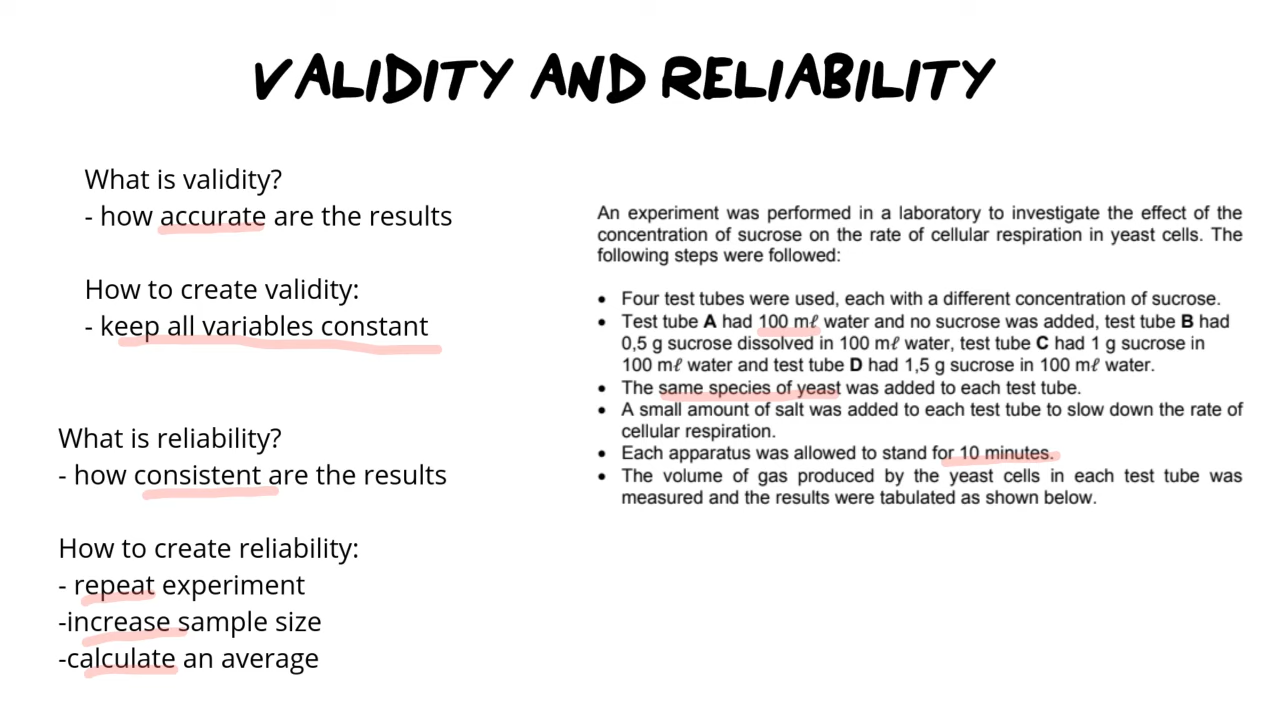 VALIDITY AND RELIABILITY
What is validity?
- how accurate are the results
How to create validity:
- keep all variables constant
What is reliability?
- how consistent are the results
How to create reliability:
- repeat experiment
-increase sample size
-calculate an average
An experiment was performed in a laboratory to investigate the effect of the
concentration of sucrose on the rate of cellular respiration in yeast cells. The
following steps were followed:
• Four test tubes were used, each with a different concentration of sucrose.
• Test tube A had 100 mℓ water and no sucrose was added, test tube B had
0,5 g sucrose dissolved in 100 mℓ water, test tube C had 1 g sucrose in
100 mℓ water and test tube D had 1,5 g sucrose in 100 mℓ water.
• The same species of yeast was added to each test tube.
• A small amount of salt was added to each test tube to slow down the rate of
cellular respiration.
• Each apparatus was allowed to stand for 10 minutes.
• The volume of gas produced by the yeast cells in each test tube was
measured and the results were tabulated as shown below.